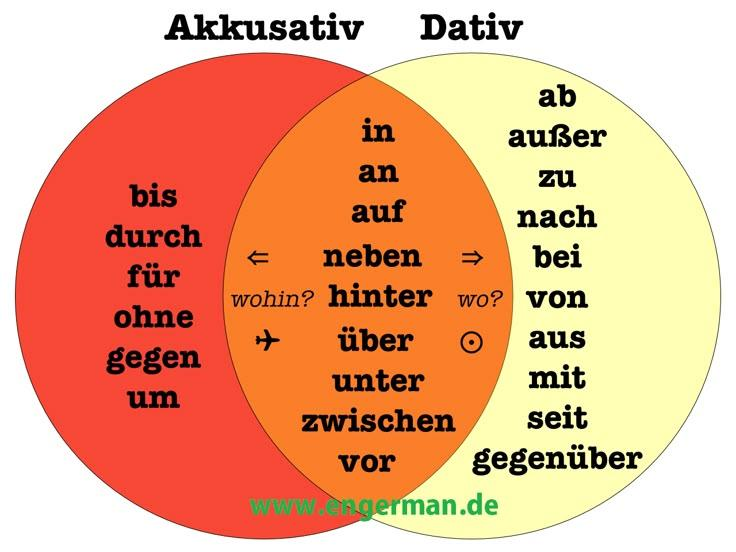 Akkusativ Dativ
bis
durch
für
ohne
gegen
um
in
an
auf
⇐ neben ⇒
wohin? hinter wo?
über
unter
zwischen
vor
ab
außer
zu
nach
bei
von
aus
mit
seit
gegenüber
www.engerman.de